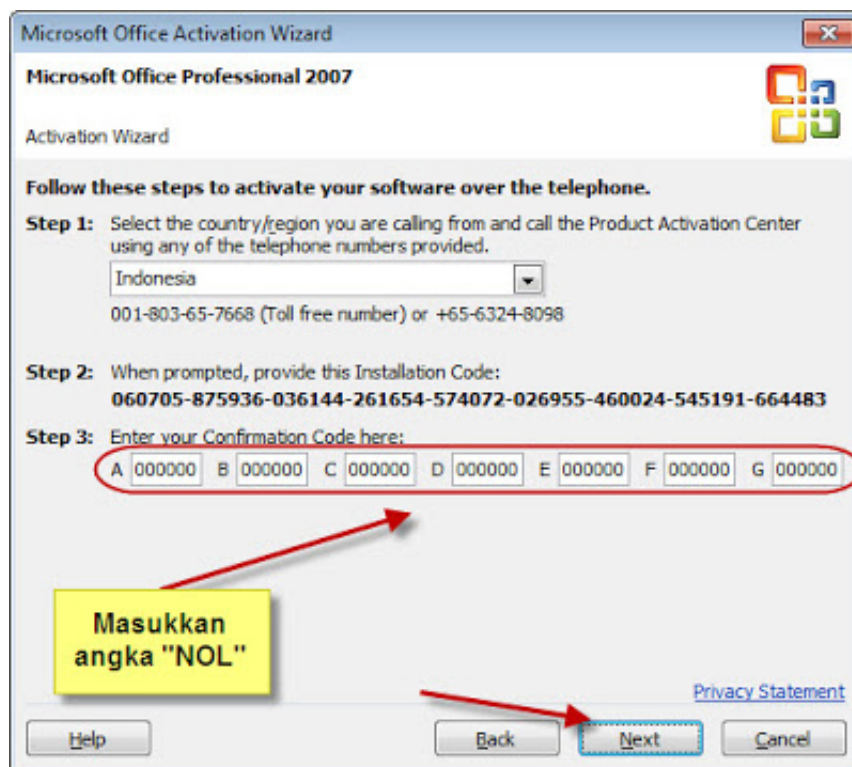 Microsoft Office Activation Wizard
Microsoft Office Professional 2007
Activation Wizard
Follow these steps to activate your software over the telephone.
Step 1: Select the country/region you are calling from and call the Product Activation Center
using any of the telephone numbers provided.
Indonesia
001-803-65-7668 (Toll free number) or +65-6324-8098
Step 2: When prompted, provide this Installation Code:
060705-875936-036144-261654-574072-026955-460024-545191-664483
Step 3: Enter your Confirmation Code here:
A 000000 B 000000 C 000000 D 000000 E 000000 F 000000 G 000000
Masukkan
angka "NOL"
Privacy Statement
Help Back Next Cancel